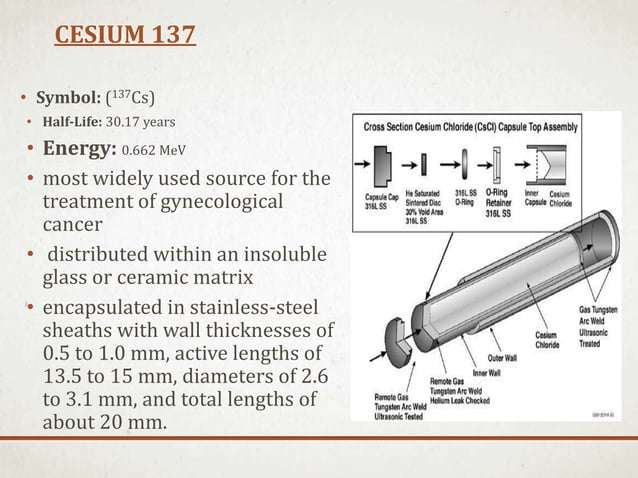 CESIUM 137
• Symbol: (¹³⁷Cs)
• Half-Life: 30.17 years
• Energy: 0.662 MeV
• most widely used source for the
treatment of gynecological
cancer
• distributed within an insoluble
glass or ceramic matrix
• encapsulated in stainless-steel
sheaths with wall thicknesses of
0.5 to 1.0 mm, active lengths of
13.5 to 15 mm, diameters of 2.6
to 3.1 mm, and total lengths of
about 20 mm.
Cross Section Cesium Chloride (CsCl) Capsule Top Assembly
Capsule Cap
316L SS
He Saturated
Sintered Disc
30% Void Area
316L SS
316L SS
O-Ring
O-Ring
Retainer
316L SS
Inner
Capsule
Cesium
Chloride
Gas Tungsten
Arc Weld
Ultrasonic
Treated
Cesium
Chloride
Outer Wall
Inner Wall
Remote Gas
Tungsten Arc Weld
Helium Leak Checked
Remote Gas
Tungsten Arc Weld
Ultrasonic Tested